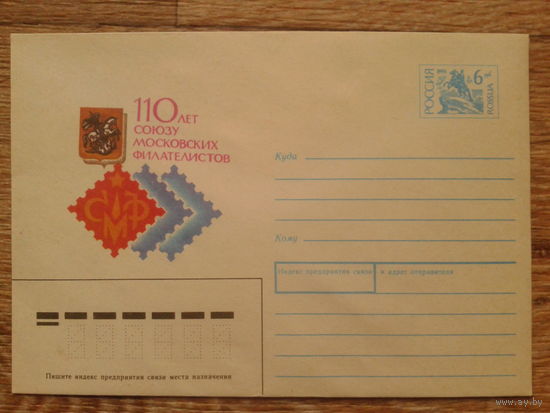 110 ЛЕТ
СОЮЗУ
МОСКОВСКИХ
ФИЛАТЕЛИСТОВ
СМФ
РОССИЯ
6
ROSSIJA
Куда
Кому
Индекс предприятия связи и адрес отправителя
Пишите индекс предприятия связи места назначения
www.ay.by